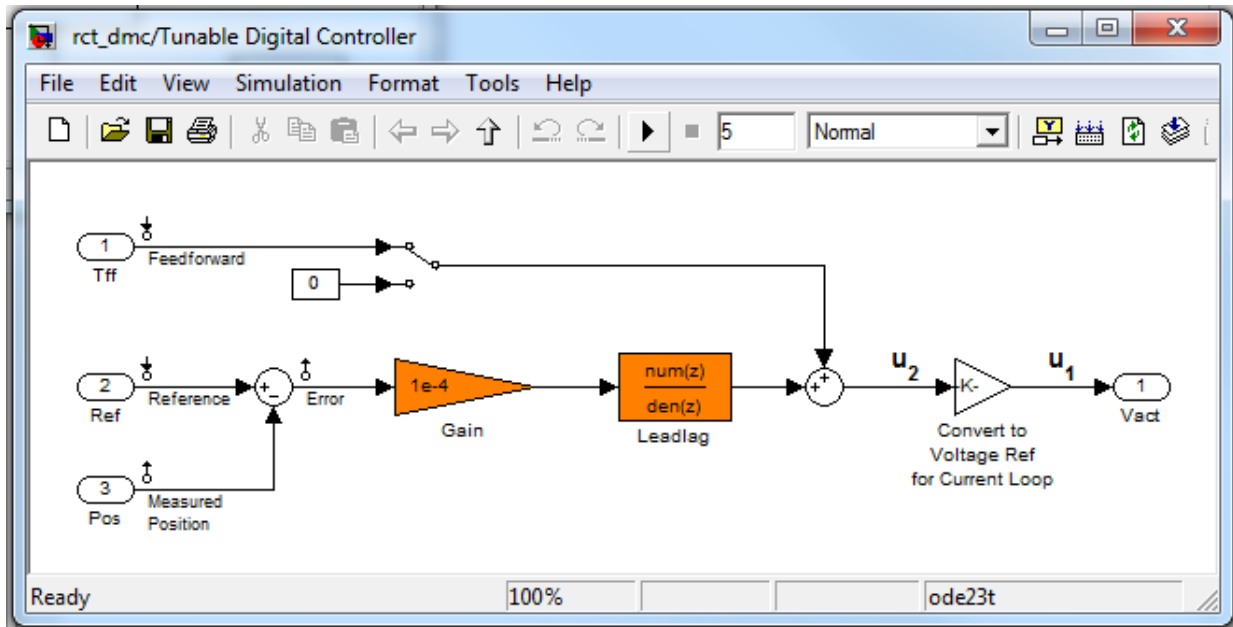 rct_dmc/Tunable Digital Controller
File Edit View Simulation Format Tools Help
5 Normal
1
Tff
Feedforward
0
2
Ref
Reference
+
−
Error
1e-4
Gain
num(z)
den(z)
Leadlag
+
+
u2
-K-
Convert to
Voltage Ref
for Current Loop
u1
1
Vact
3
Pos
Measured
Position
Ready 100% ode23t